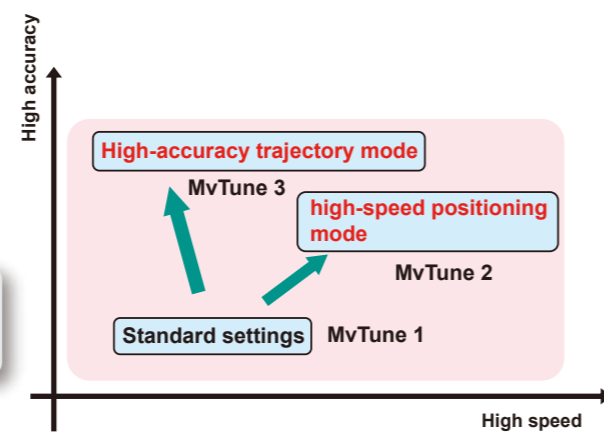 High accuracy
High-accuracy trajectory mode
MvTune 3
high-speed positioning
mode
MvTune 2
Standard settings
MvTune 1
High speed